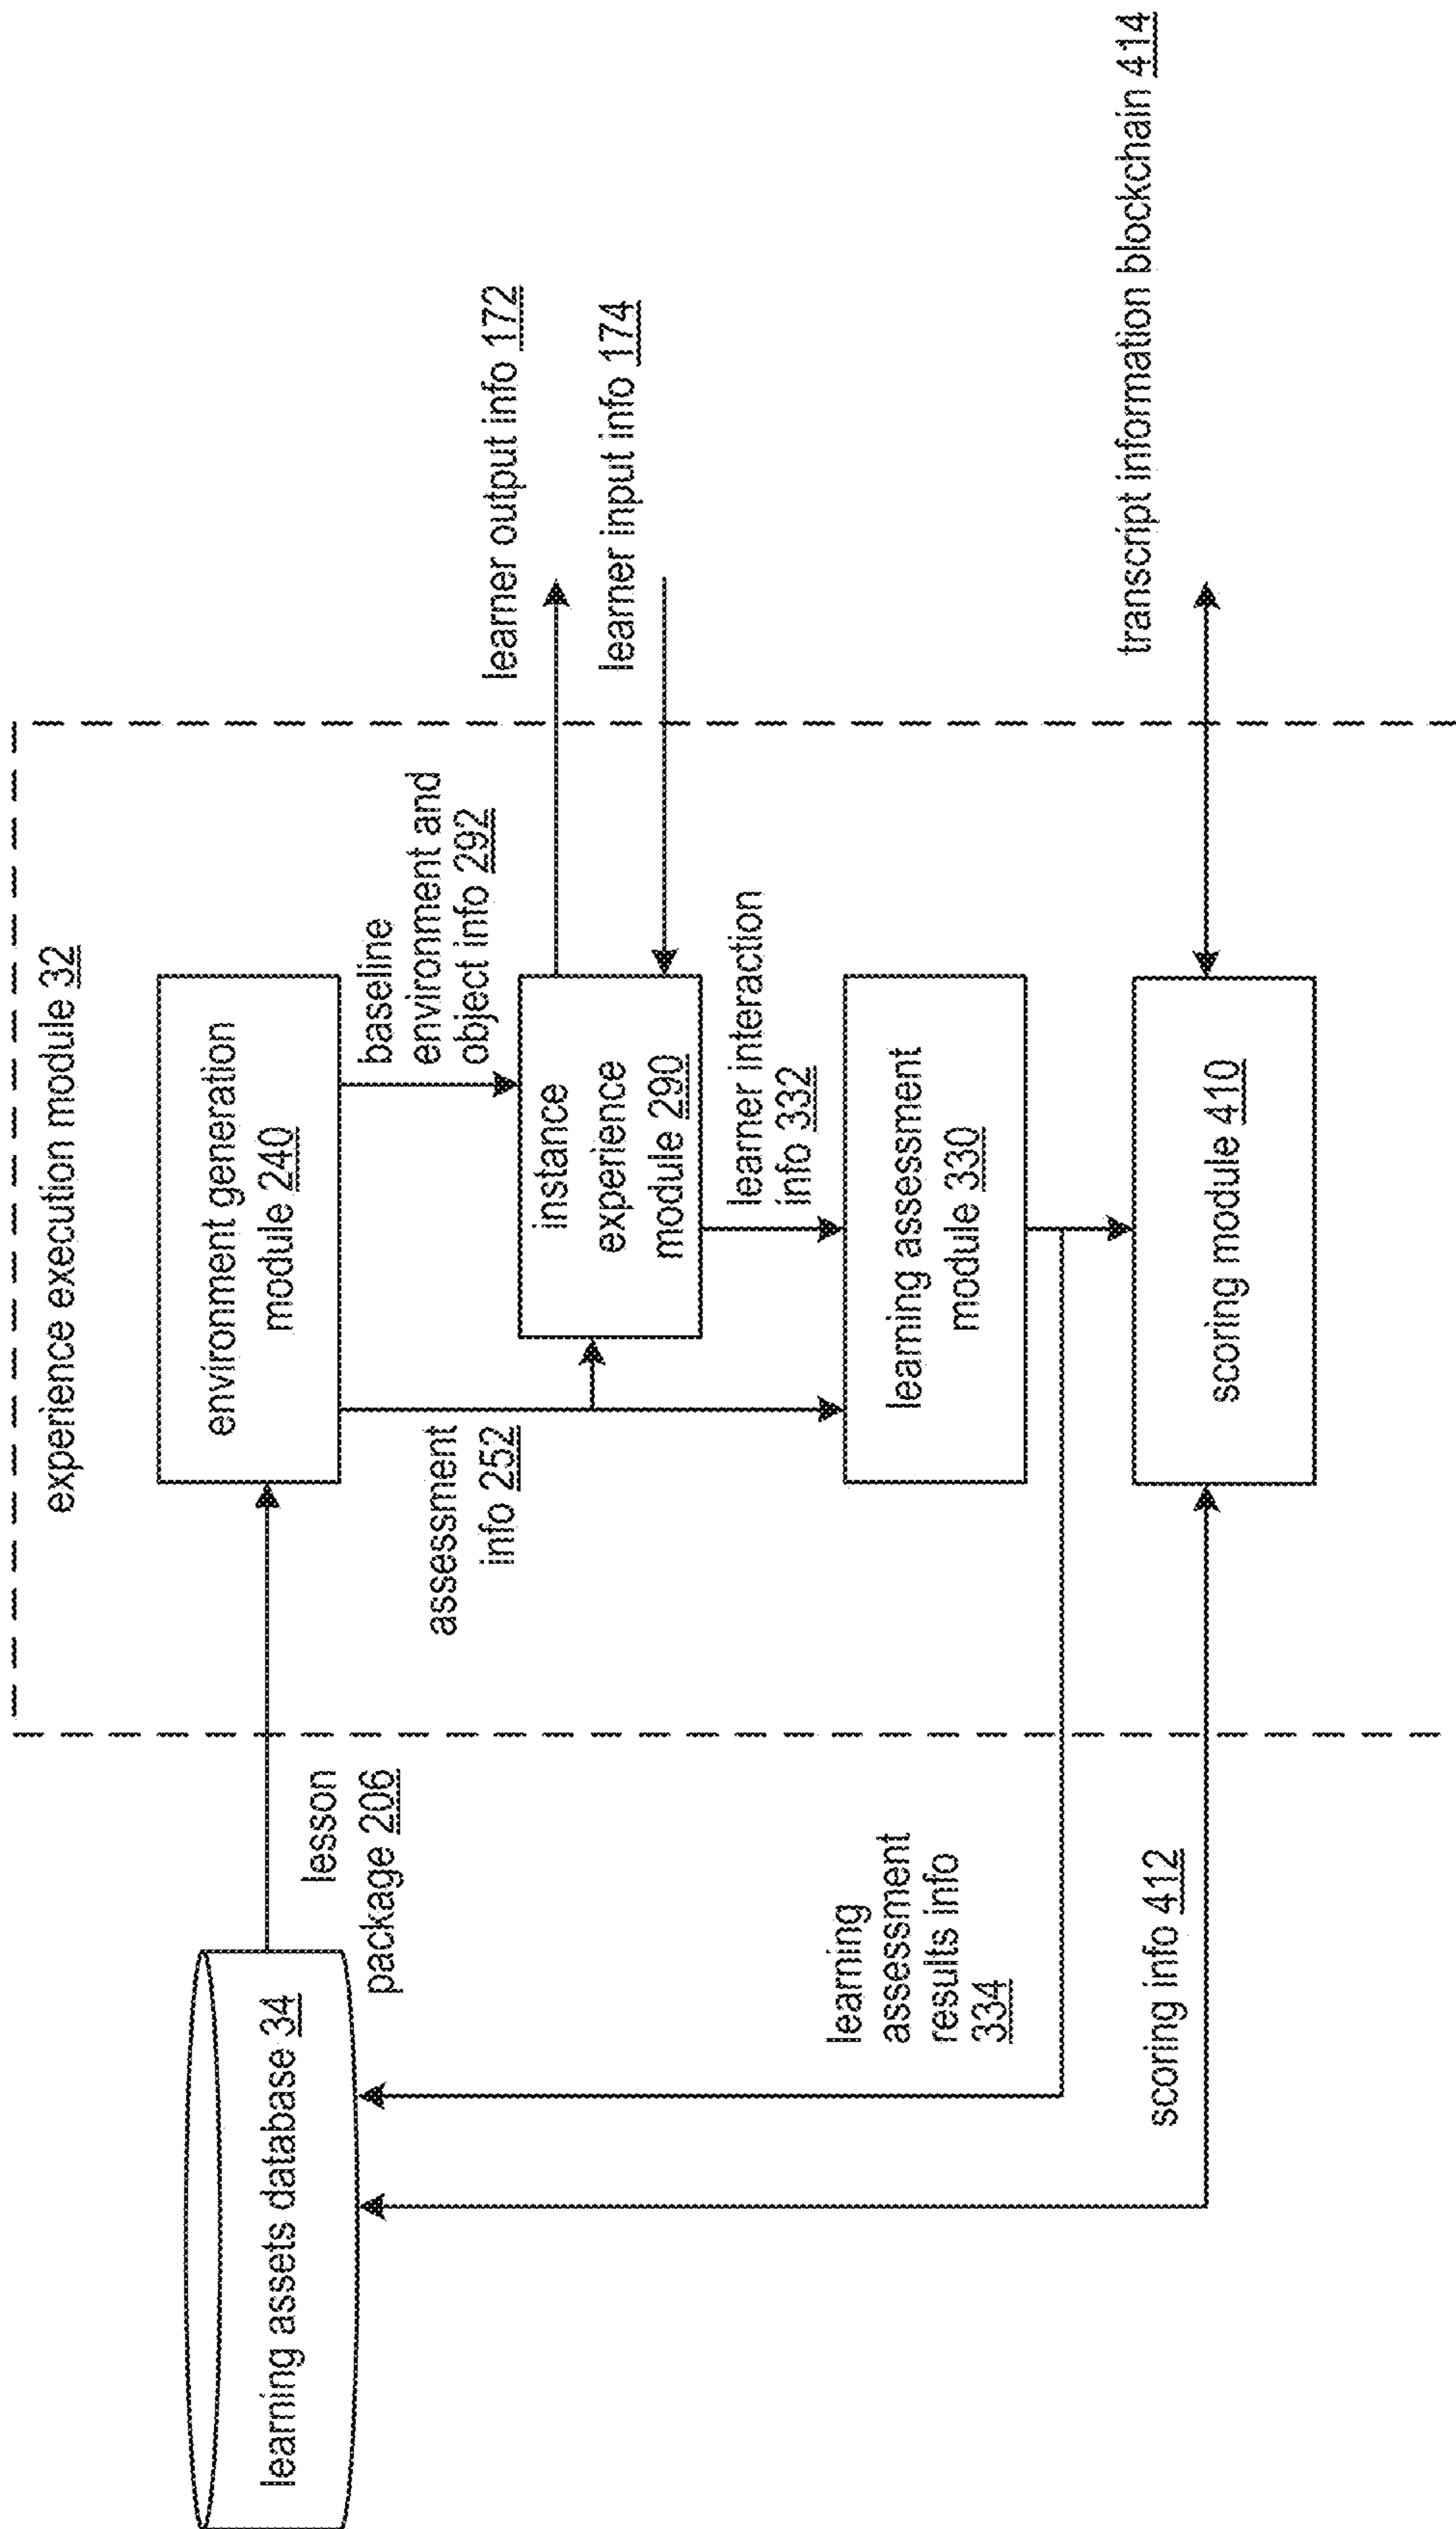 experience execution module 32
learning assets database 34
lesson
package 206
environment generation
module 240
assessment
info 252
baseline
environment and
object info 292
instance
experience
module 290
learner output info 172
learner input info 174
learner interaction
info 332
learning assessment
module 330
learning
assessment
results info
334
scoring info 412
scoring module 410
transcript information blockchain 414